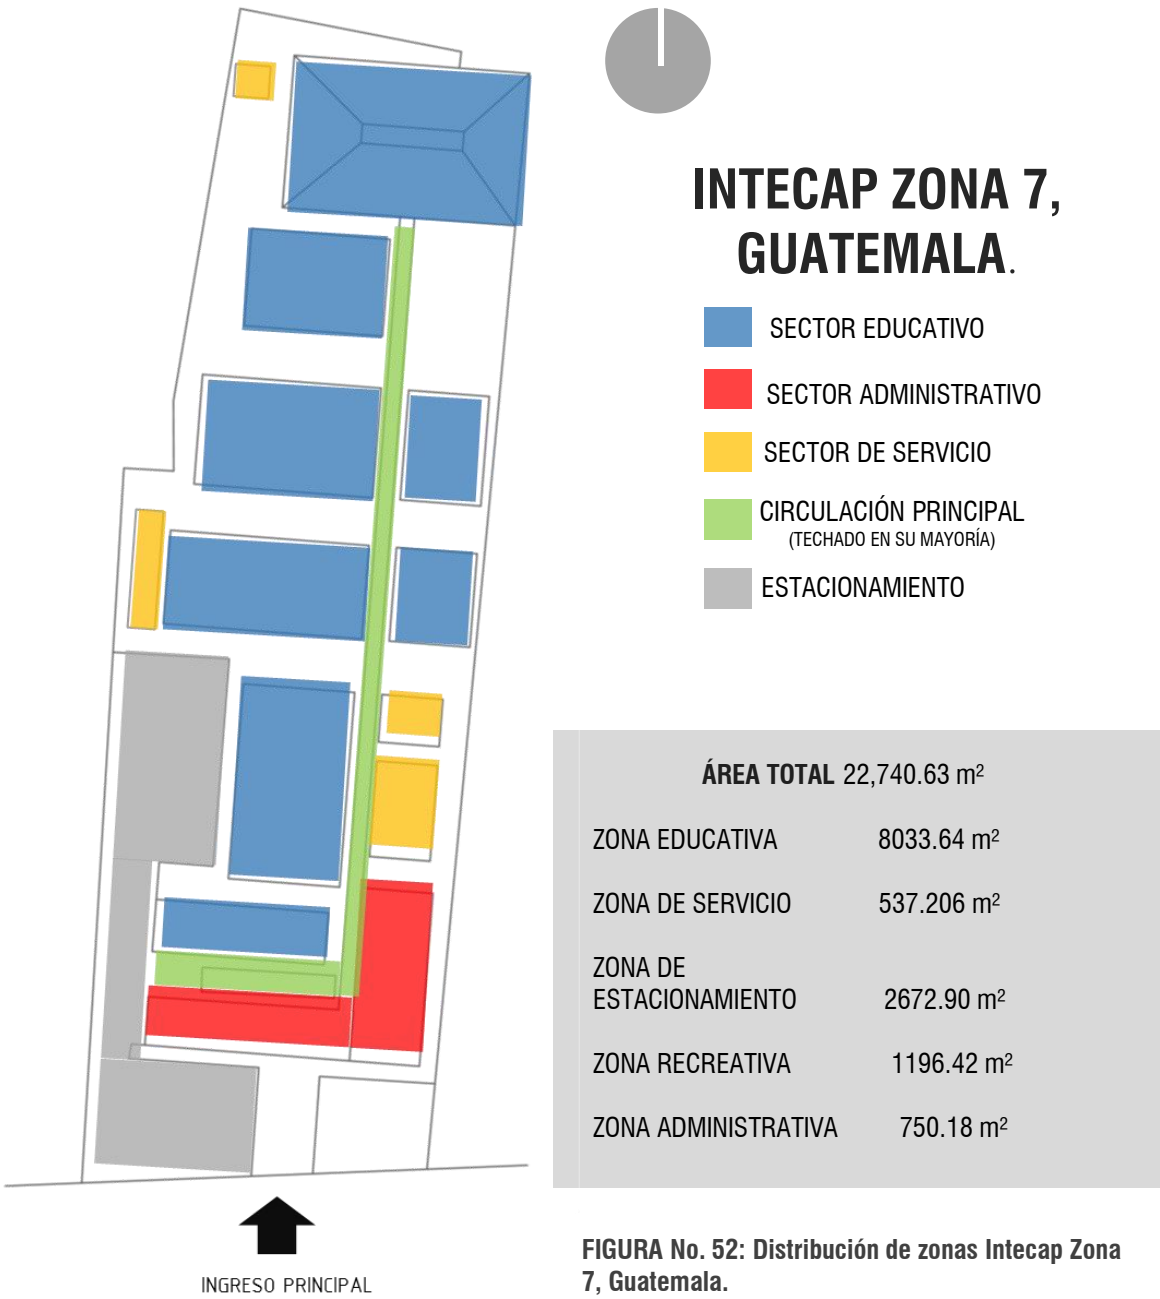 INTECAP ZONA 7,
GUATEMALA.
SECTOR EDUCATIVO
SECTOR ADMINISTRATIVO
SECTOR DE SERVICIO
CIRCULACIÓN PRINCIPAL
(TECHADO EN SU MAYORÍA)
ESTACIONAMIENTO
ÁREA TOTAL 22,740.63 m²
ZONA EDUCATIVA 8033.64 m²
ZONA DE SERVICIO 537.206 m²
ZONA DE
ESTACIONAMIENTO 2672.90 m²
ZONA RECREATIVA 1196.42 m²
ZONA ADMINISTRATIVA 750.18 m²
INGRESO PRINCIPAL
FIGURA No. 52: Distribución de zonas Intecap Zona
7, Guatemala.